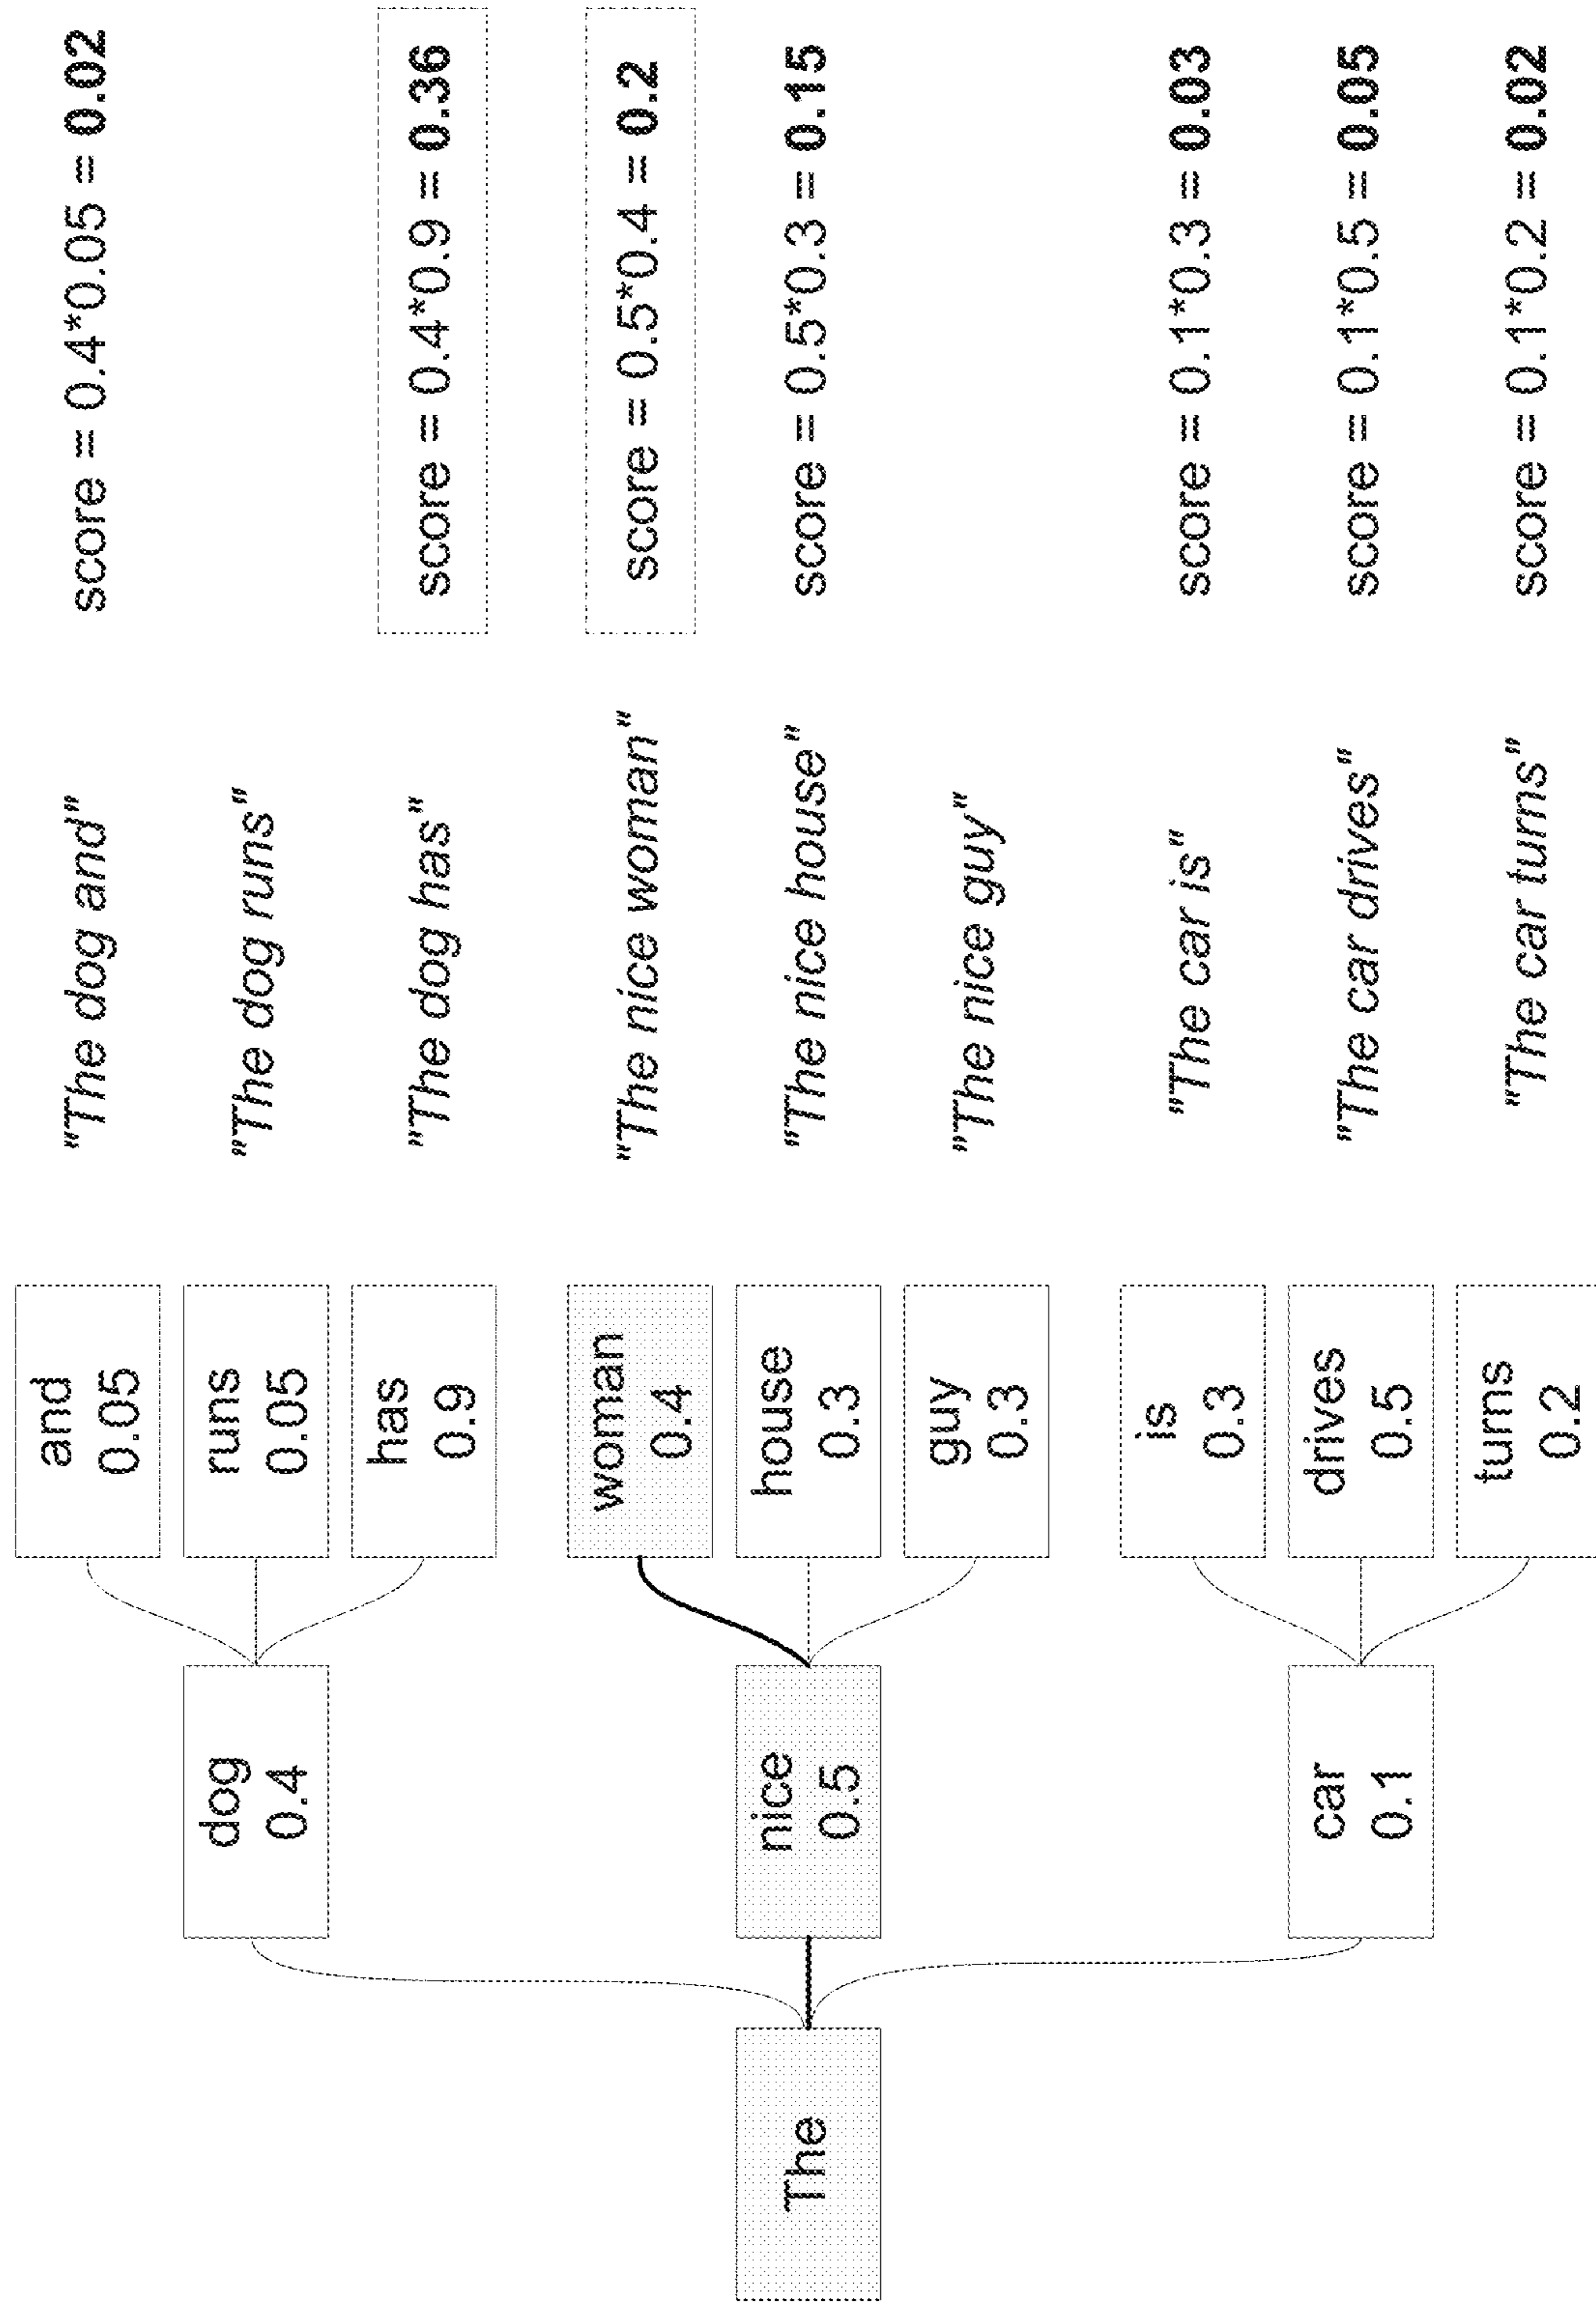 The
dog
0.4
nice
0.5
car
0.1
and
0.05
runs
0.05
has
0.9
woman
0.4
house
0.3
guy
0.3
is
0.3
drives
0.5
turns
0.2
"The dog and"
"The dog runs"
"The dog has"
"The nice woman"
"The nice house"
"The nice guy"
"The car is"
"The car drives"
"The car turns"
score = 0.4*0.05 = 0.02
score = 0.4*0.9 = 0.36
score = 0.5*0.4 = 0.2
score = 0.5*0.3 = 0.15
score = 0.1*0.3 = 0.03
score = 0.1*0.5 = 0.05
score = 0.1*0.2 = 0.02